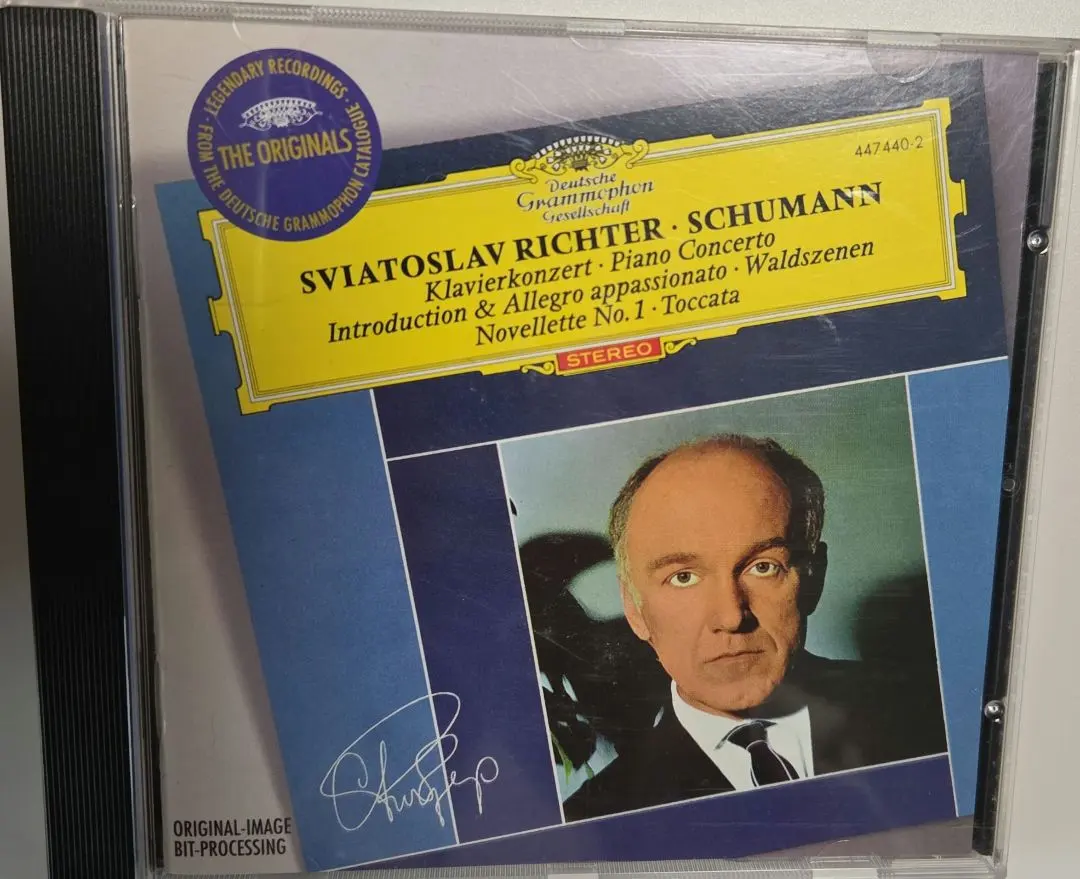 LEGENDARY RECORDINGS
THE ORIGINALS
FROM THE DEUTSCHE GRAMMOPHON CATALOGUE
447 440-2
Deutsche
Grammophon
Gesellschaft
SVIATOSLAV RICHTER · SCHUMANN
Klavierkonzert · Piano Concerto
Introduction & Allegro appassionato · Waldszenen
Novellette No. 1 · Toccata
STEREO
ORIGINAL-IMAGE
BIT-PROCESSING